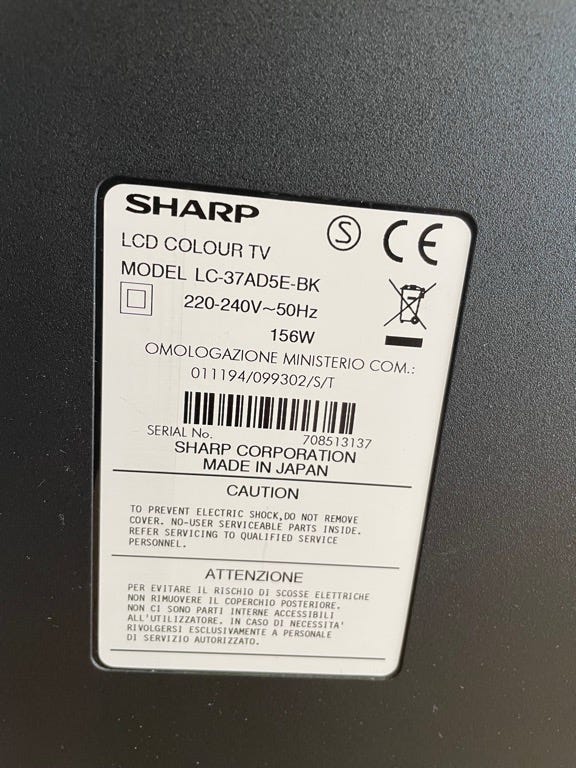 SHARP
S
CE
LCD COLOUR TV
MODEL LC-37AD5E-BK
220-240V~50Hz
156W
OMOLOGAZIONE MINISTERIO COM.:
011194/099302/S/T
SERIAL No. 708513137
SHARP CORPORATION
MADE IN JAPAN
CAUTION
TO PREVENT ELECTRIC SHOCK,DO NOT REMOVE
COVER. NO-USER SERVICEABLE PARTS INSIDE.
REFER SERVICING TO QUALIFIED SERVICE
PERSONNEL.
ATTENZIONE
PER EVITARE IL RISCHIO DI SCOSSE ELETTRICHE
NON RIMUOVERE IL COPERCHIO POSTERIORE.
NON CI SONO PARTI INTERNE ACCESSIBILI
ALL'UTILIZZATORE. IN CASO DI NECESSITA'
RIVOLGERSI ESCLUSIVAMENTE A PERSONALE
DI SERVIZIO AUTORIZZATO.